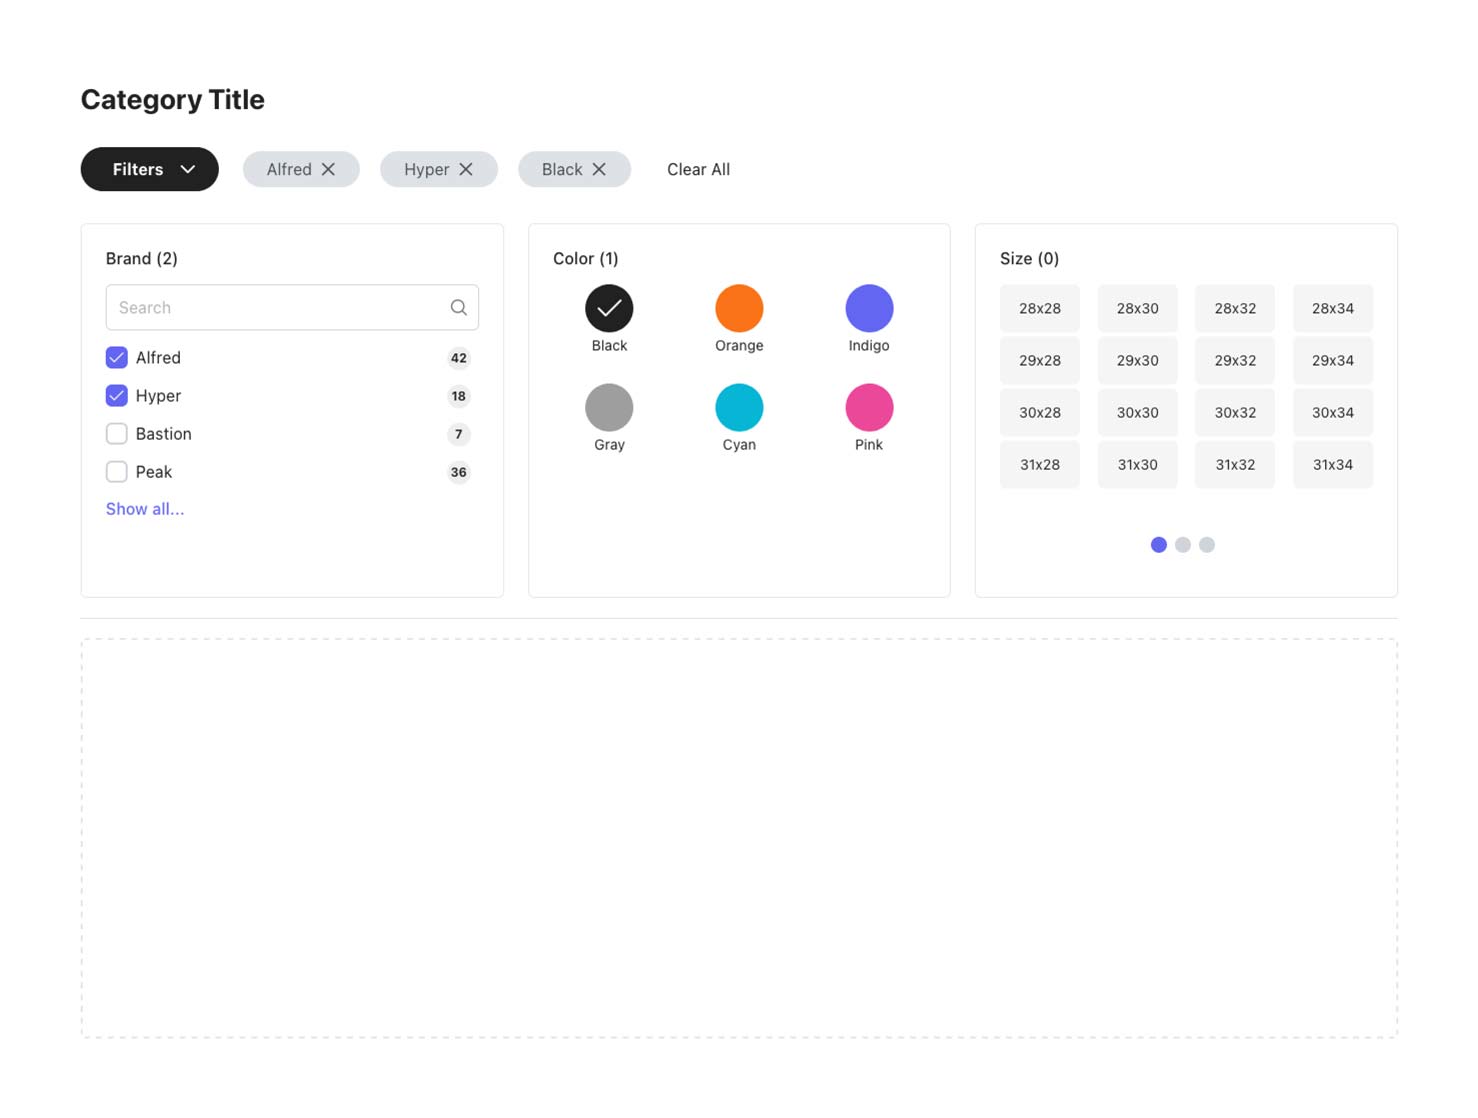 Category Title
Filters
Alfred
Hyper
Black
Clear All
Brand (2)
Search
Alfred 42
Hyper 18
Bastion 7
Peak 36
Show all...
Color (1)
Black Orange Indigo
Gray Cyan Pink
Size (0)
28x28 28x30 28x32 28x34
29x28 29x30 29x32 29x34
30x28 30x30 30x32 30x34
31x28 31x30 31x32 31x34